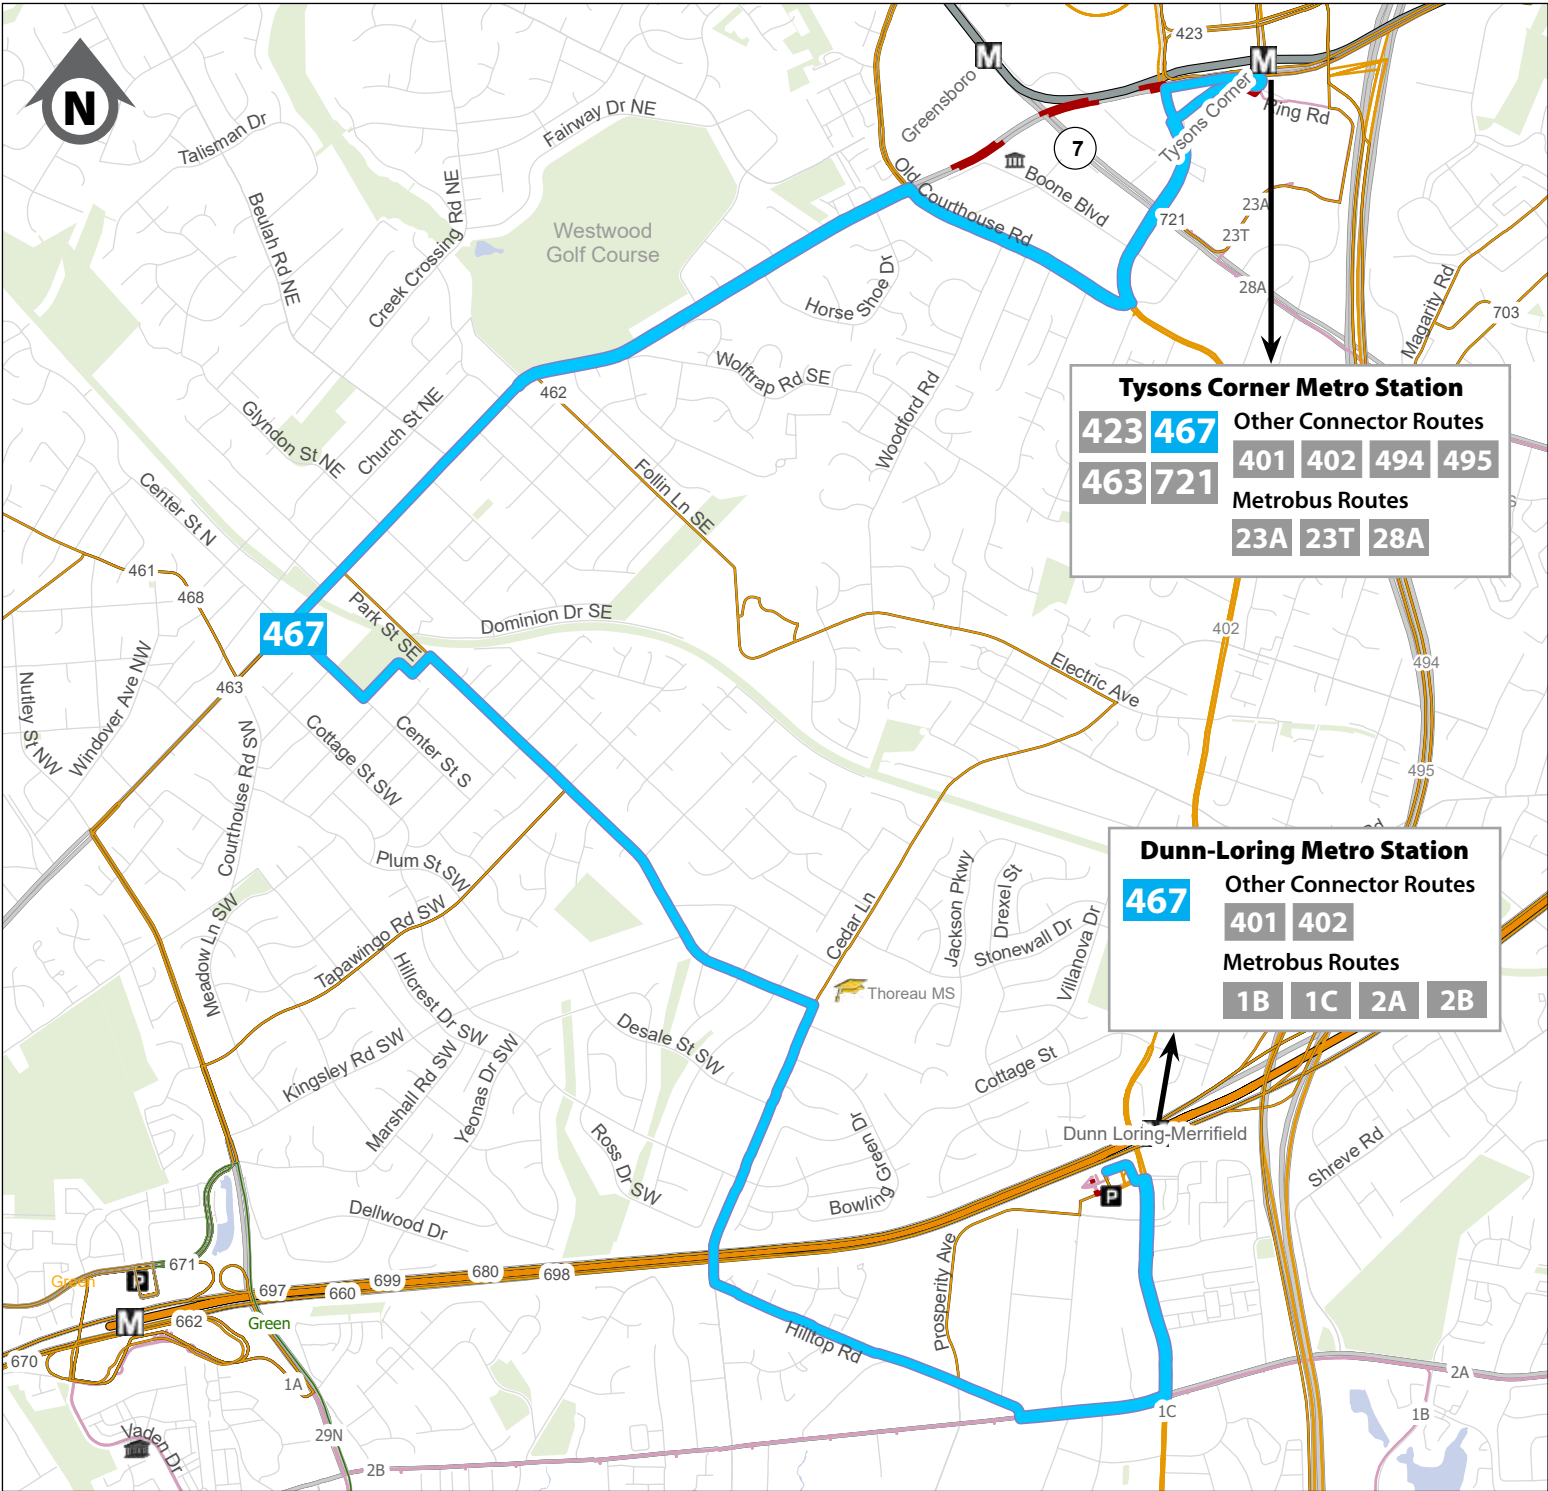 N
M
M
423
Greensboro
Tysons Corner
Ring Rd
Fairway Dr NE
Talisman Dr
7
Old Courthouse Rd
Boone Blvd
Beulah Rd NE
Creek Crossing Rd NE
Westwood
Golf Course
721
23A
23T
28A
Horse Shoe Dr
Magarity Rd
703
Wolftrap Rd SE
Woodford Rd
462
Glyndon St NE
Church St NE
Follin Ln SE
Center St N
Tysons Corner Metro Station
423 467
463 721
Other Connector Routes
401 402 494 495
Metrobus Routes
23A 23T 28A
461
468
467
Park St SE
Dominion Dr SE
402
494
495
Electric Ave
463
Nutley St NW
Windover Ave NW
Courthouse Rd SW
Cottage St SW
Center St S
Plum St SW
Tapawingo Rd SW
Meadow Ln SW
Hillcrest Dr SW
Cedar Ln
Jackson Pkwy
Drexel St
Stonewall Dr
Villanova Dr
Rd
Dunn-Loring Metro Station
467
Other Connector Routes
401 402
Metrobus Routes
1B 1C 2A 2B
Thoreau MS
Desale St SW
Kingsley Rd SW
Marshall Rd SW
Yeonas Dr SW
Cottage St
Ross Dr SW
Bowling Green Dr
Dunn Loring-Merrifield
Shreve Rd
P
Dellwood Dr
Prosperity Ave
671
Green
P
M
697
660
699
680
698
662
Green
670
Hilltop Rd
1A
2A
1B
1C
29N
2B
Vaden Dr